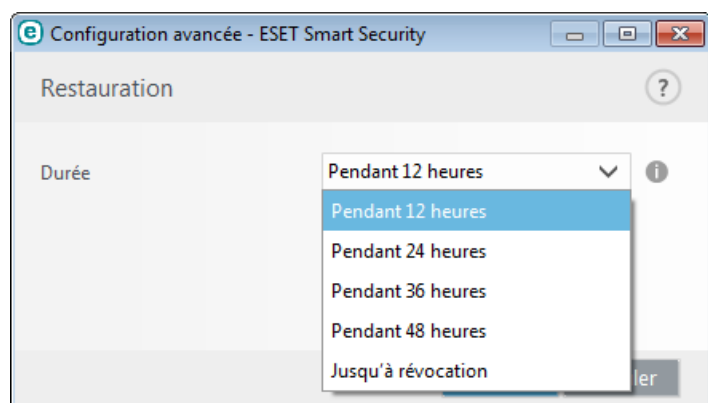 e Configuration avancée - ESET Smart Security
Restauration
?
Durée
Pendant 12 heures
i
Pendant 12 heures
Pendant 24 heures
Pendant 36 heures
Pendant 48 heures
Jusqu'à révocation